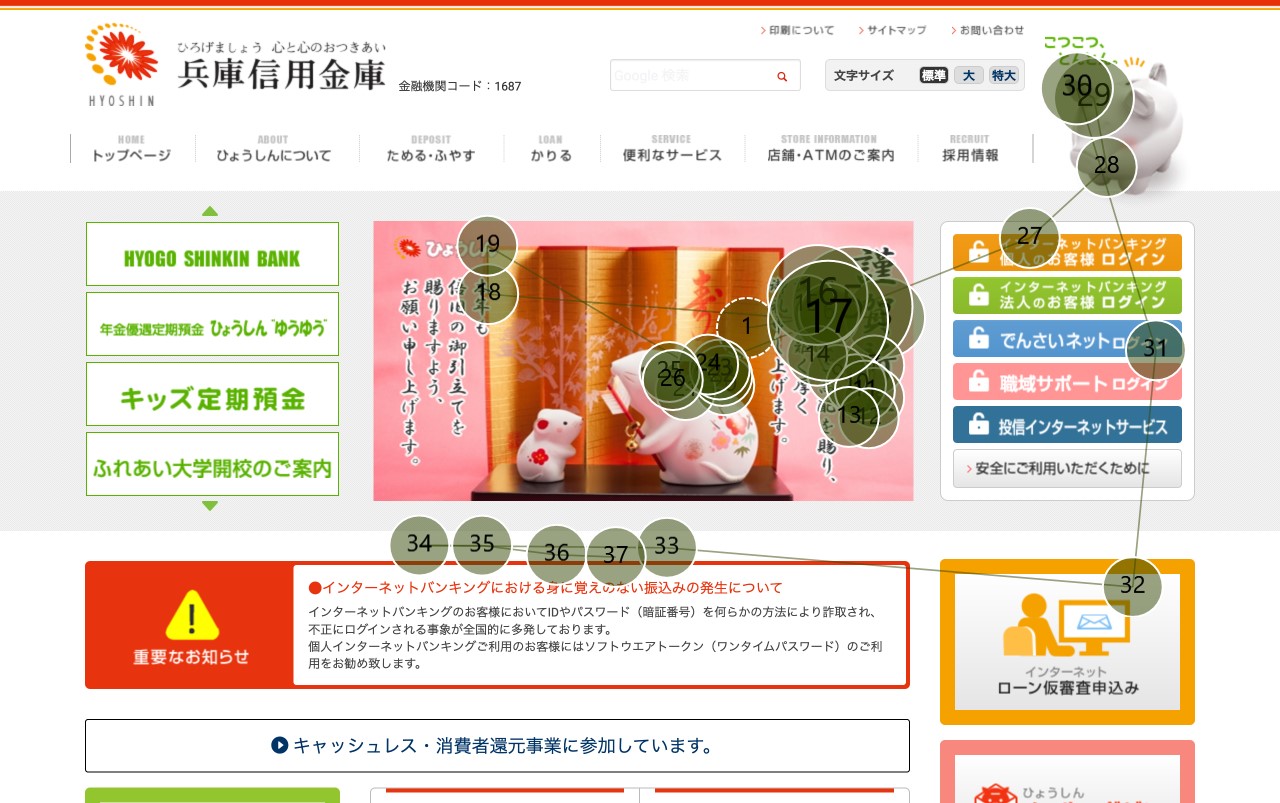 印刷について
サイトマップ
お問い合わせ
ひろげましょう 心と心のおつきあい
兵庫信用金庫
HYOSHIN
金融機関コード：1687
Google 検索
文字サイズ
標準
大
特大
こつこつ、
HOME
トップページ
ABOUT
ひょうしんについて
DEPOSIT
ためる・ふやす
LOAN
かりる
SERVICE
便利なサービス
STORE INFORMATION
店舗・ATMのご案内
RECRUIT
採用情報
HYOGO SHINKIN BANK
年金優遇定期預金 ひょうしん"ゆうゆう"
キッズ定期預金
ふれあい大学開校のご案内
ひょうしん
寿
賜りますよう、
お願い申し上げます。
インターネットバンキング
個人のお客様 ログイン
インターネットバンキング
法人のお客様 ログイン
でんさいネット ログイン
職域サポート ログイン
投信インターネットサービス
安全にご利用いただくために
1
11
12
13
14
16
17
18
19
24
25
26
27
28
29
30
31
32
33
34
35
36
37
重要なお知らせ
●インターネットバンキングにおける身に覚えのない振込みの発生について
インターネットバンキングのお客様においてIDやパスワード（暗証番号）を何らかの方法により詐取され、
不正にログインされる事象が全国的に多発しております。
個人インターネットバンキングご利用のお客様にはソフトウエアトークン（ワンタイムパスワード）のご利
用をお勧め致します。
インターネット
ローン仮審査申込み
キャッシュレス・消費者還元事業に参加しています。
ひょうしん